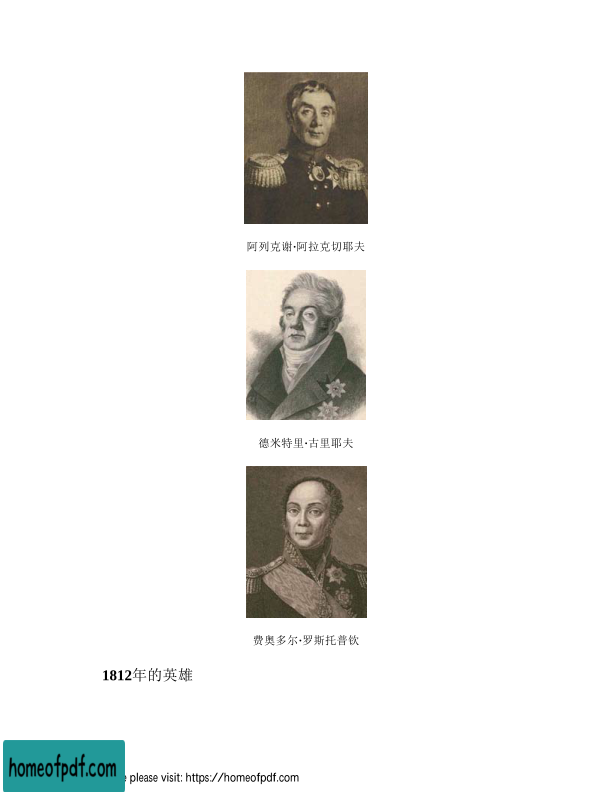 阿列克谢·阿拉克切耶夫
德米特里·古里耶夫
费奥多尔·罗斯托普钦
1812年的英雄
homeofpdf.com
e please visit: https://homeofpdf.com